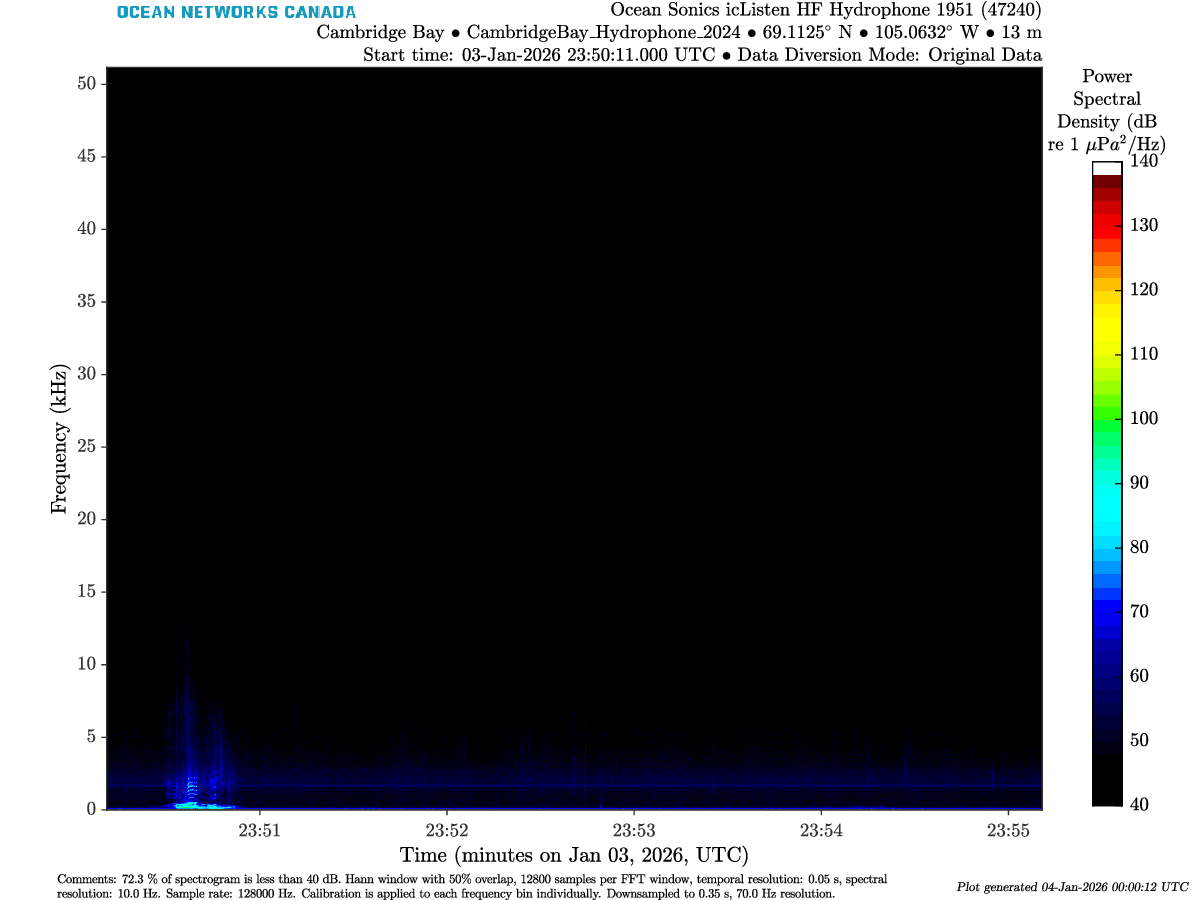 OCEAN NETWORKS CANADA
Ocean Sonics icListen HF Hydrophone 1951 (47240)
Cambridge Bay • CambridgeBay_Hydrophone_2024 • 69.1125° N • 105.0632° W • 13 m
Start time: 03-Jan-2026 23:50:11.000 UTC • Data Diversion Mode: Original Data
Power
Spectral
Density (dB
re 1 μPa²/Hz)
140
130
120
110
100
90
80
70
60
50
40
50
45
40
35
30
25
20
15
10
5
0
Frequency (kHz)
23:51
23:52
23:53
23:54
23:55
Time (minutes on Jan 03, 2026, UTC)
Comments: 72.3 % of spectrogram is less than 40 dB. Hann window with 50% overlap, 12800 samples per FFT window, temporal resolution: 0.05 s, spectral
resolution: 10.0 Hz. Sample rate: 128000 Hz. Calibration is applied to each frequency bin individually. Downsampled to 0.35 s, 70.0 Hz resolution.
Plot generated 04-Jan-2026 00:00:12 UTC